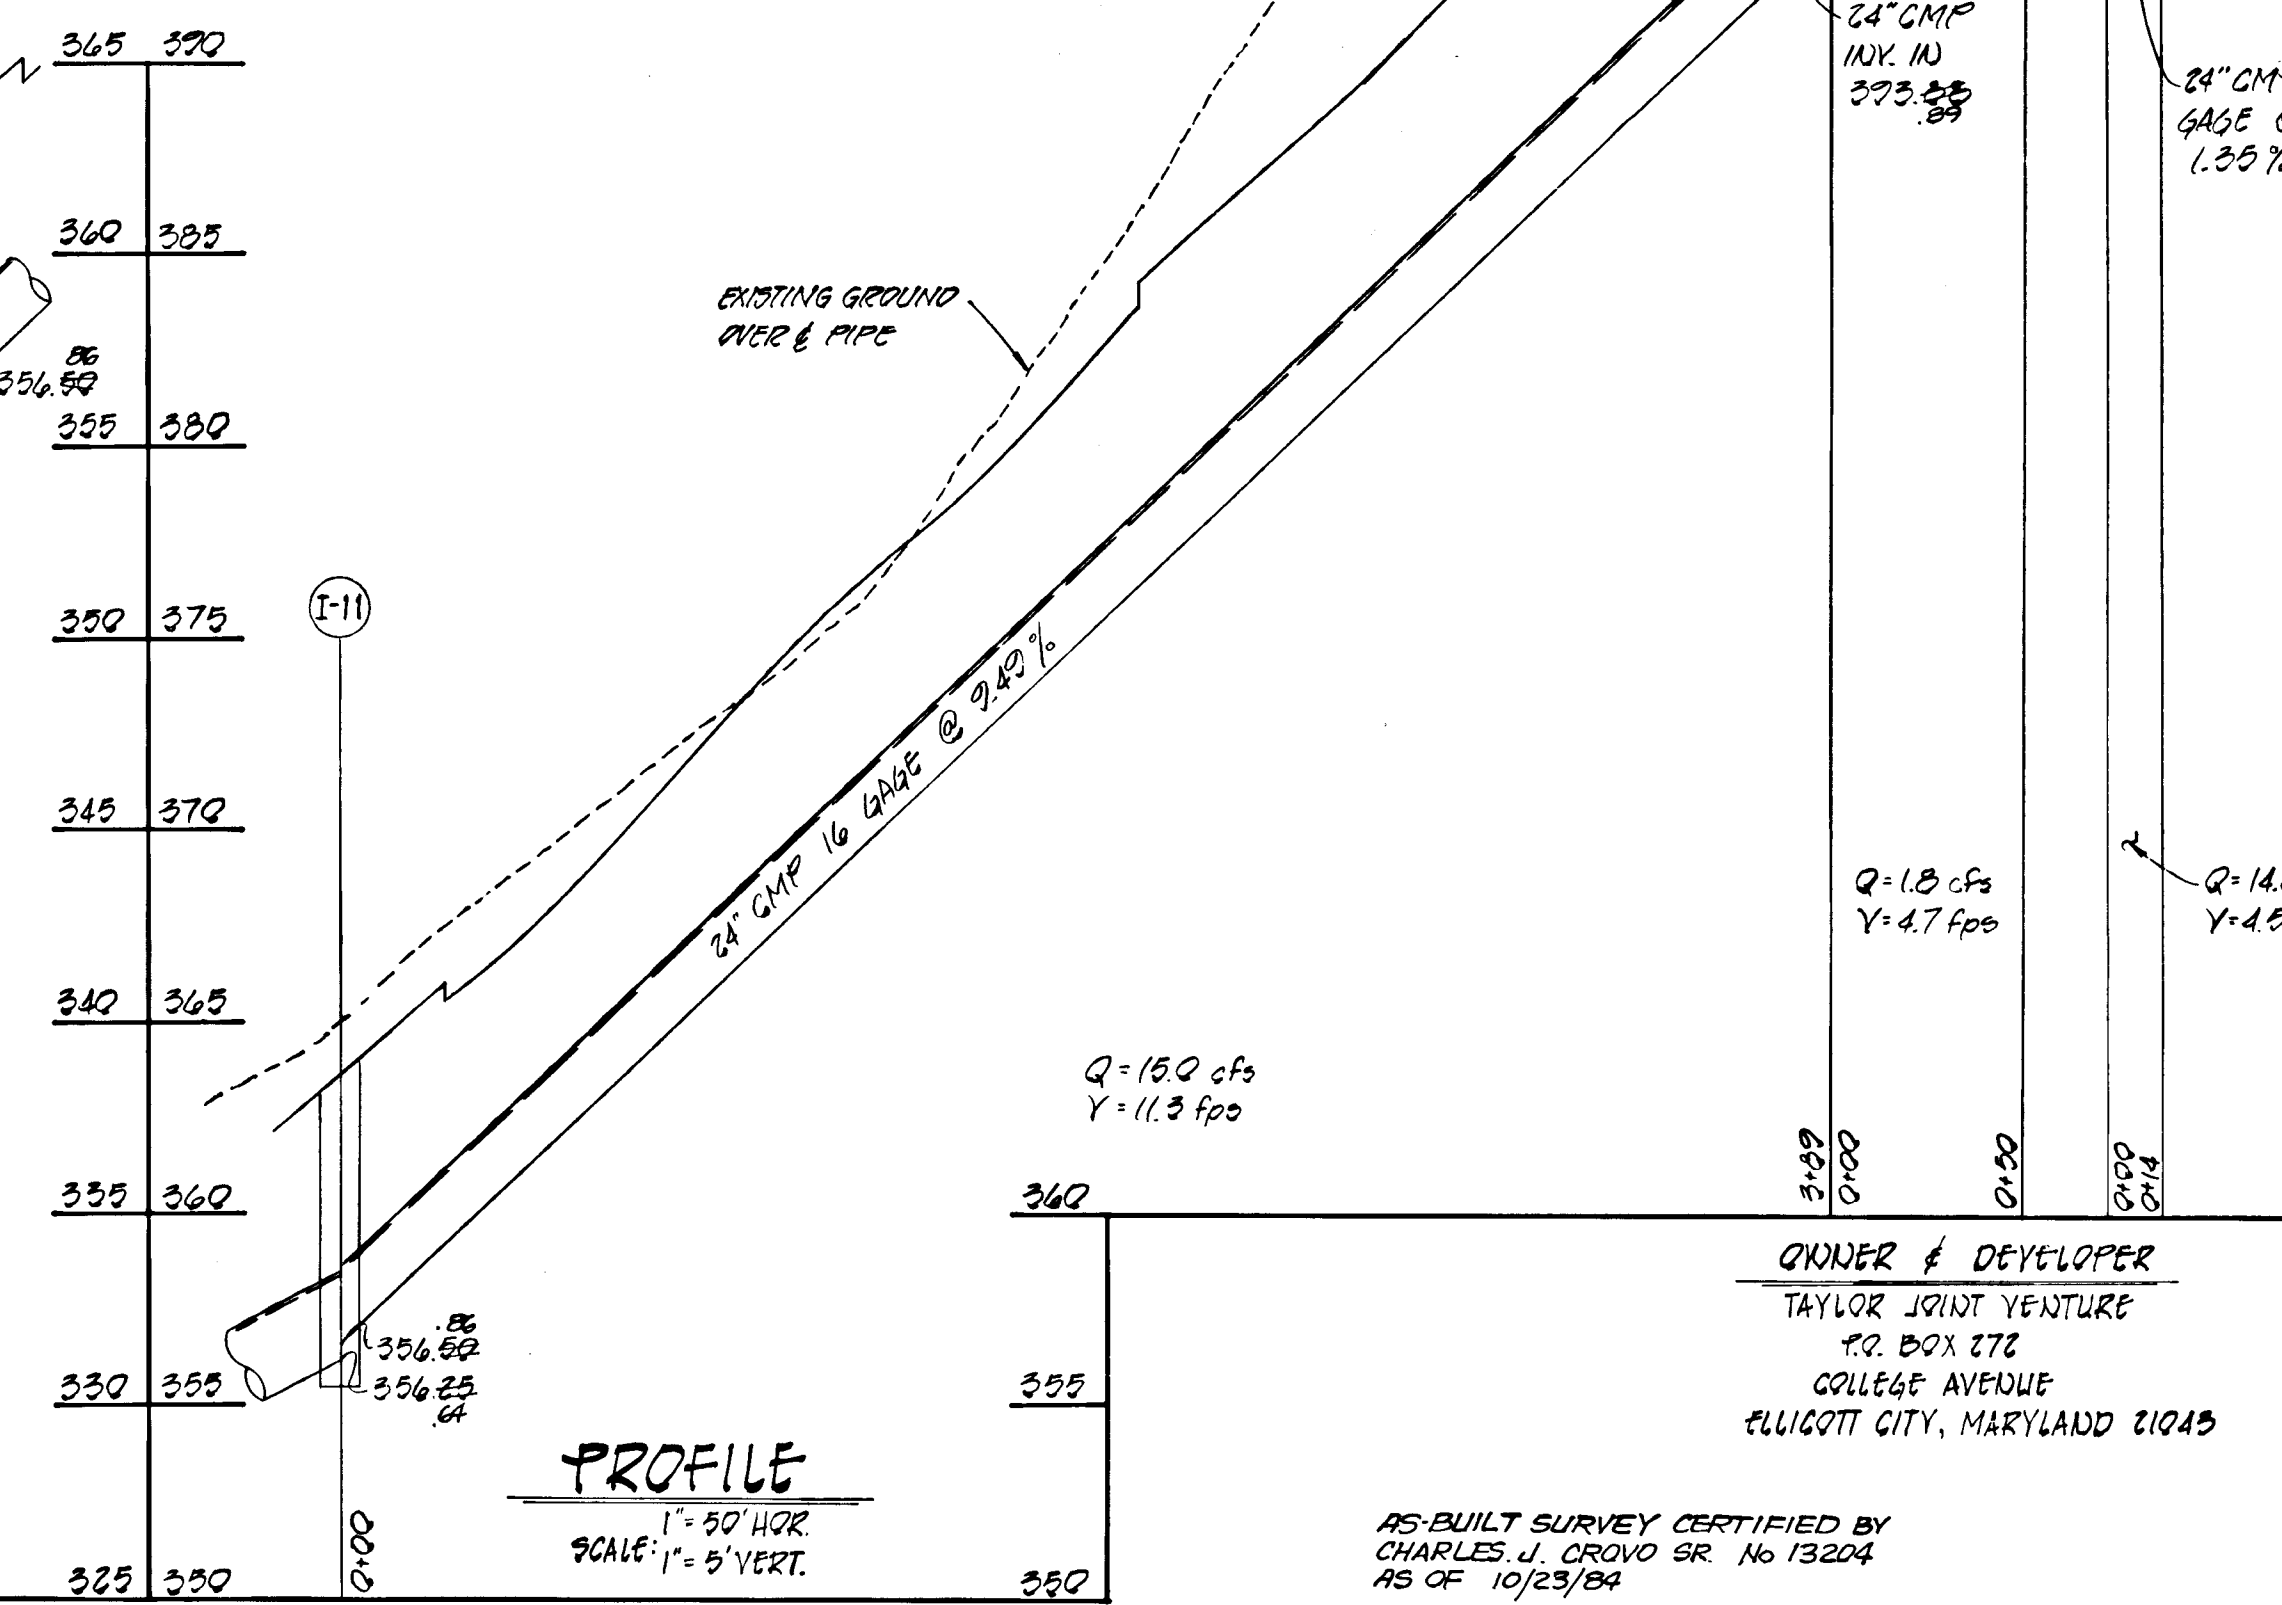 365 390
360 385
86
356.50
355 380
350 375
345 370
340 365
335 360
330 355
325 350
I-11
EXISTING GROUND
OVER ℄ PIPE
24" CMP 16 GAGE @ 9.49%
24" CMP
INV. IN
393.33
.89
24" CM
GAGE
1.35%
Q=1.8 cfs
V=4.7 fps
Q=14.
V=4.5
Q=15.0 cfs
V=11.3 fps
3+89
0+00
0+50
0+00
0+14
360
355
350
.86
356.50
356.25
.64
0+00
PROFILE
SCALE: 1"=50' HOR.
1"=5' VERT.
OWNER & DEVELOPER
TAYLOR JOINT VENTURE
P.O. BOX 272
COLLEGE AVENUE
ELLICOTT CITY, MARYLAND 21043
AS-BUILT SURVEY CERTIFIED BY
CHARLES. J. CROVO SR. No 13204
AS OF 10/23/84